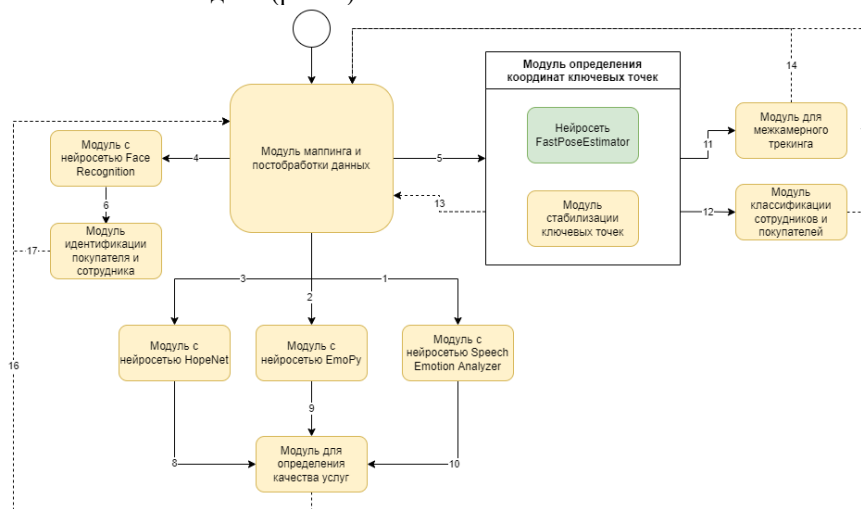 Модуль определения
координат ключевых точек
14
Нейросеть
FastPoseEstimator
Модуль для
межкамерного
трекинга
11
Модуль с
нейросетью Face
Recognition
4
Модуль маппинга и
постобработки данных
5
13
Модуль
стабилизации
ключевых точек
12
Модуль
классификации
сотрудников и
покупателей
6
Модуль
идентификации
покупателя и
сотрудника
17
3
2
1
Модуль с
нейросетью HopeNet
Модуль с
нейросетью EmoPy
Модуль с
нейросетью Speech
Emotion Analyzer
16
9
8
Модуль для
определения
качества услуг
10